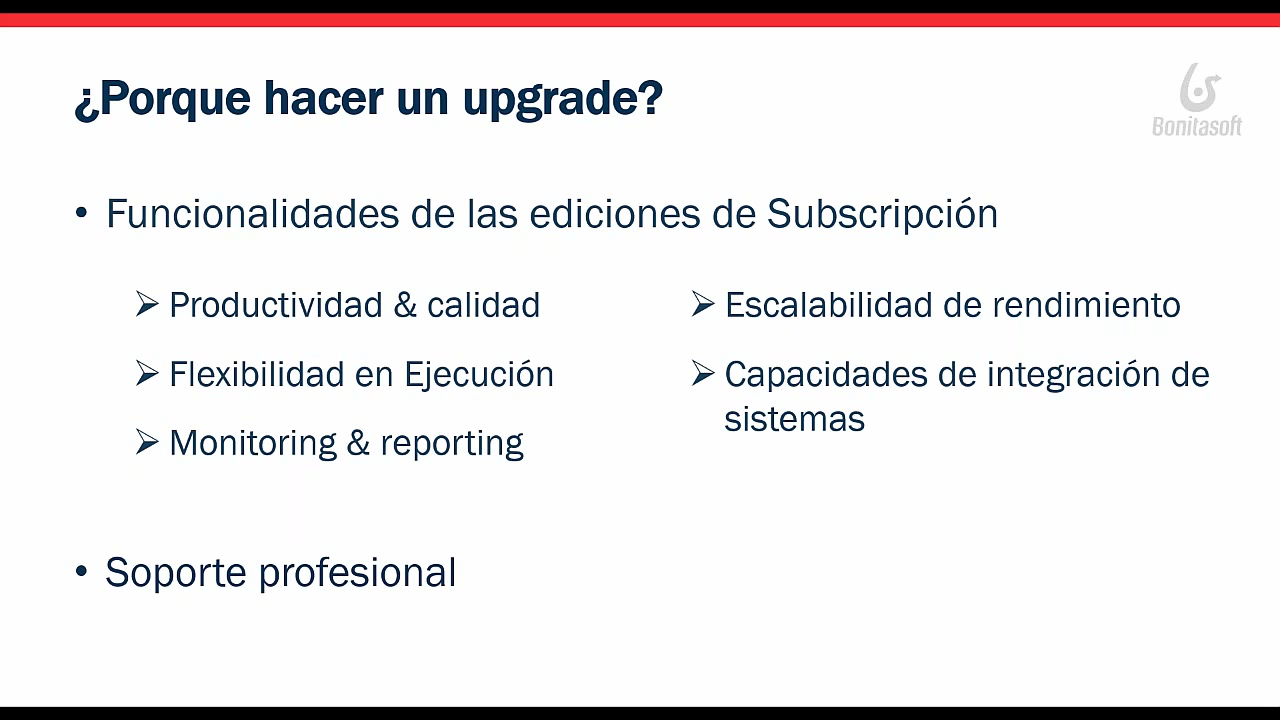 ¿Porque hacer un upgrade?
Bonitasoft
• Funcionalidades de las ediciones de Subscripción
➢ Productividad & calidad
➢ Flexibilidad en Ejecución
➢ Monitoring & reporting
➢ Escalabilidad de rendimiento
➢ Capacidades de integración de
sistemas
• Soporte profesional